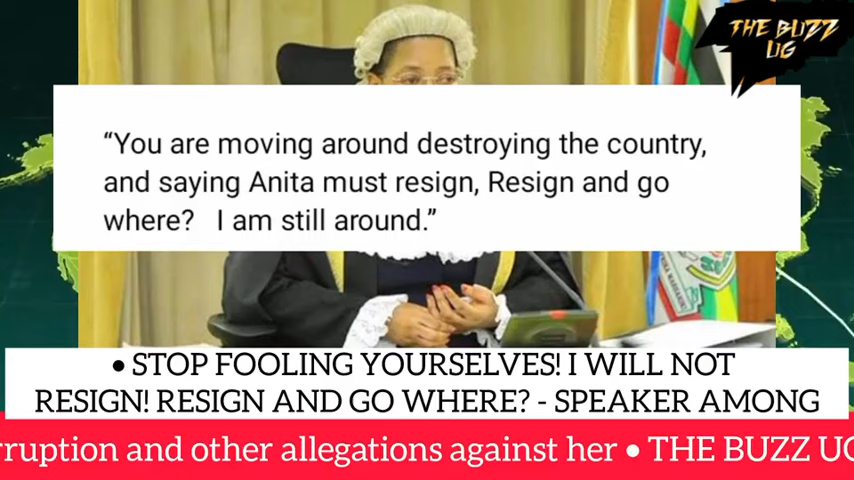 THE BUZZ
UG
“You are moving around destroying the country,
and saying Anita must resign, Resign and go
where? I am still around.”
• STOP FOOLING YOURSELVES! I WILL NOT
RESIGN! RESIGN AND GO WHERE? - SPEAKER AMONG
rruption and other allegations against her • THE BUZZ UG